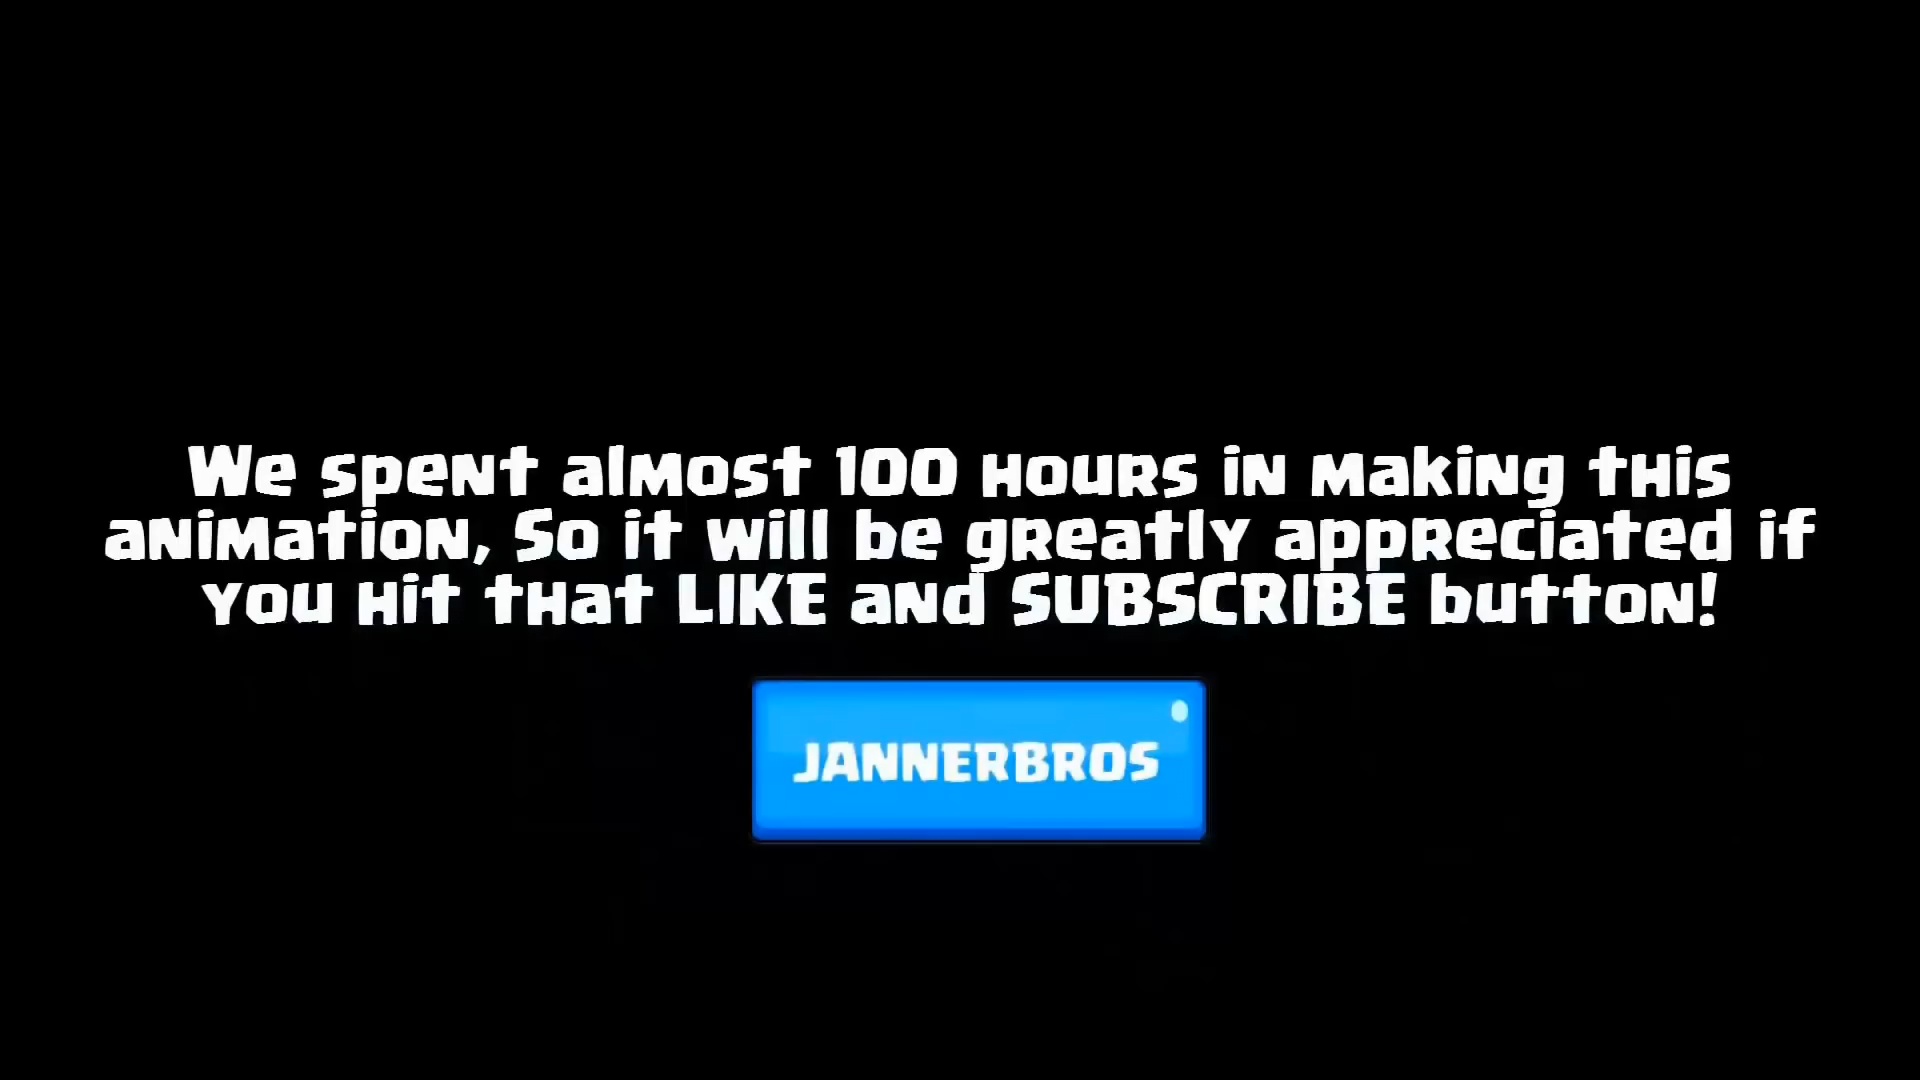 We spent almost 100 hours in making this
animation, So it will be greatly appreciated if
you hit that LIKE and SUBSCRIBE button!
JANNERBROS